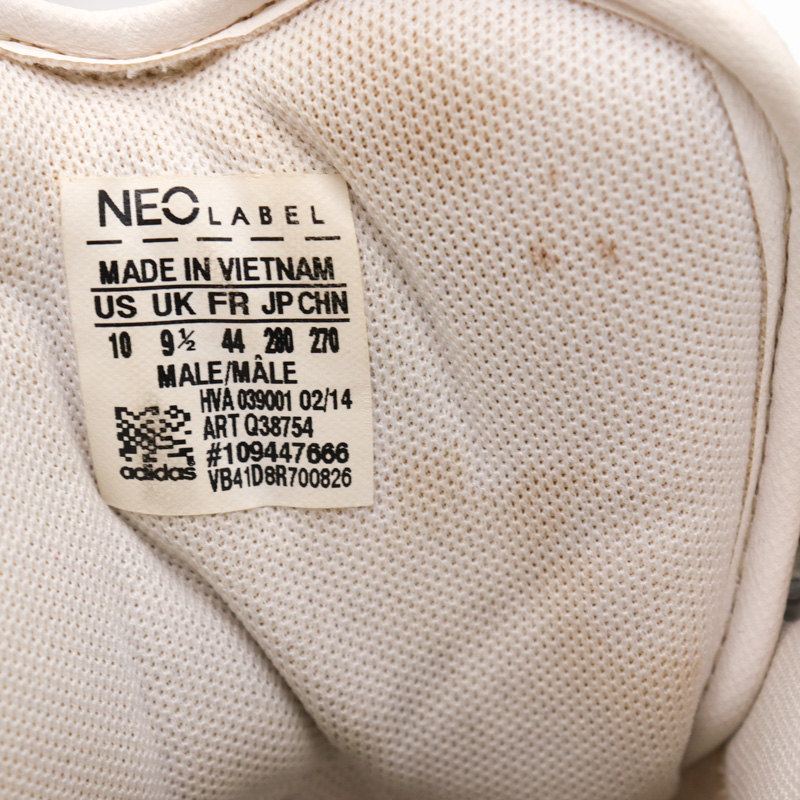 NEO LABEL
MADE IN VIETNAM
US UK FR JP CHN
10 9½ 44 280 270
MALE/MÂLE
HVA 039001 02/14
ART Q38754
#109447666
adidas VB41D8R700826